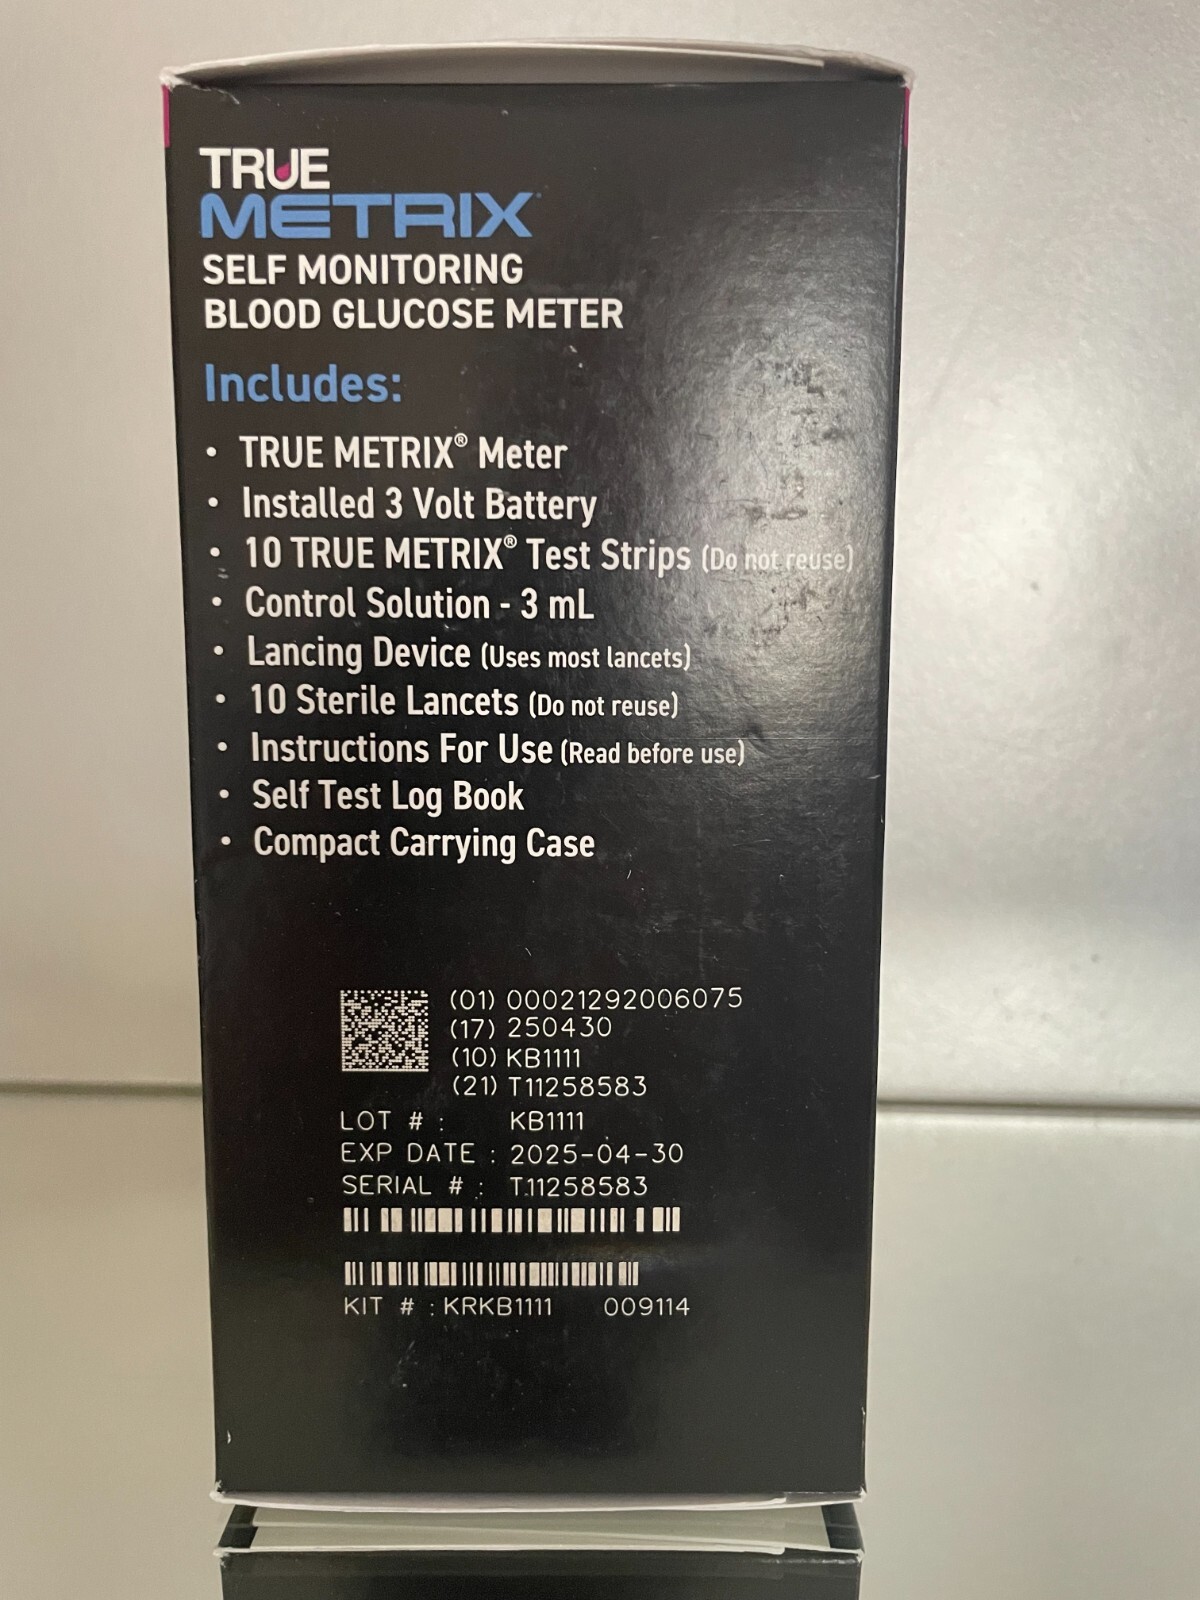 TRUE
METRIX
SELF MONITORING
BLOOD GLUCOSE METER
Includes:
• TRUE METRIX® Meter
• Installed 3 Volt Battery
• 10 TRUE METRIX® Test Strips (Do not reuse)
• Control Solution - 3 mL
• Lancing Device (Uses most lancets)
• 10 Sterile Lancets (Do not reuse)
• Instructions For Use (Read before use)
• Self Test Log Book
• Compact Carrying Case
(01) 00021292006075
(17) 250430
(10) KB1111
(21) T11258583
LOT # : KB1111
EXP DATE : 2025-04-30
SERIAL # : T11258583
KIT # : KRKB1111 009114